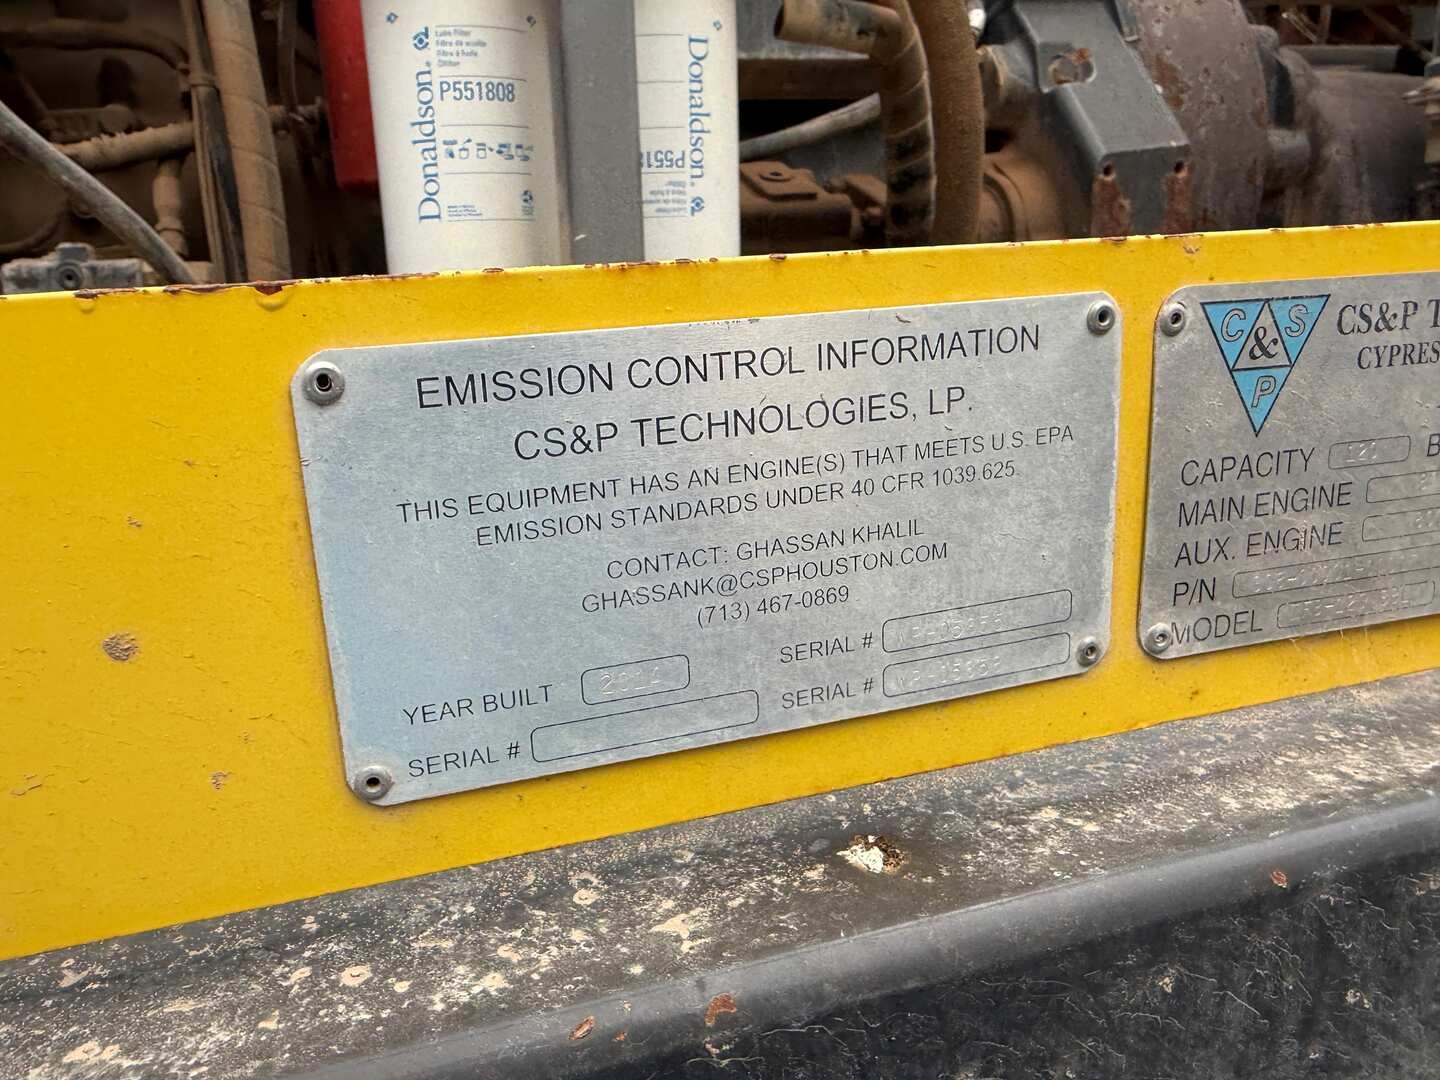 Donaldson.
Lube Filter
P551808
Donaldson.
EMISSION CONTROL INFORMATION
CS&P TECHNOLOGIES, LP.
THIS EQUIPMENT HAS AN ENGINE(S) THAT MEETS U.S. EPA
EMISSION STANDARDS UNDER 40 CFR 1039.625.
CONTACT: GHASSAN KHALIL
GHASSANK@CSPHOUSTON.COM
(713) 467-0869
YEAR BUILT
SERIAL #
SERIAL #
SERIAL #
C&S
P
CS&P
CAPACITY
MAIN ENGINE
AUX. ENGINE
P/N
MODEL